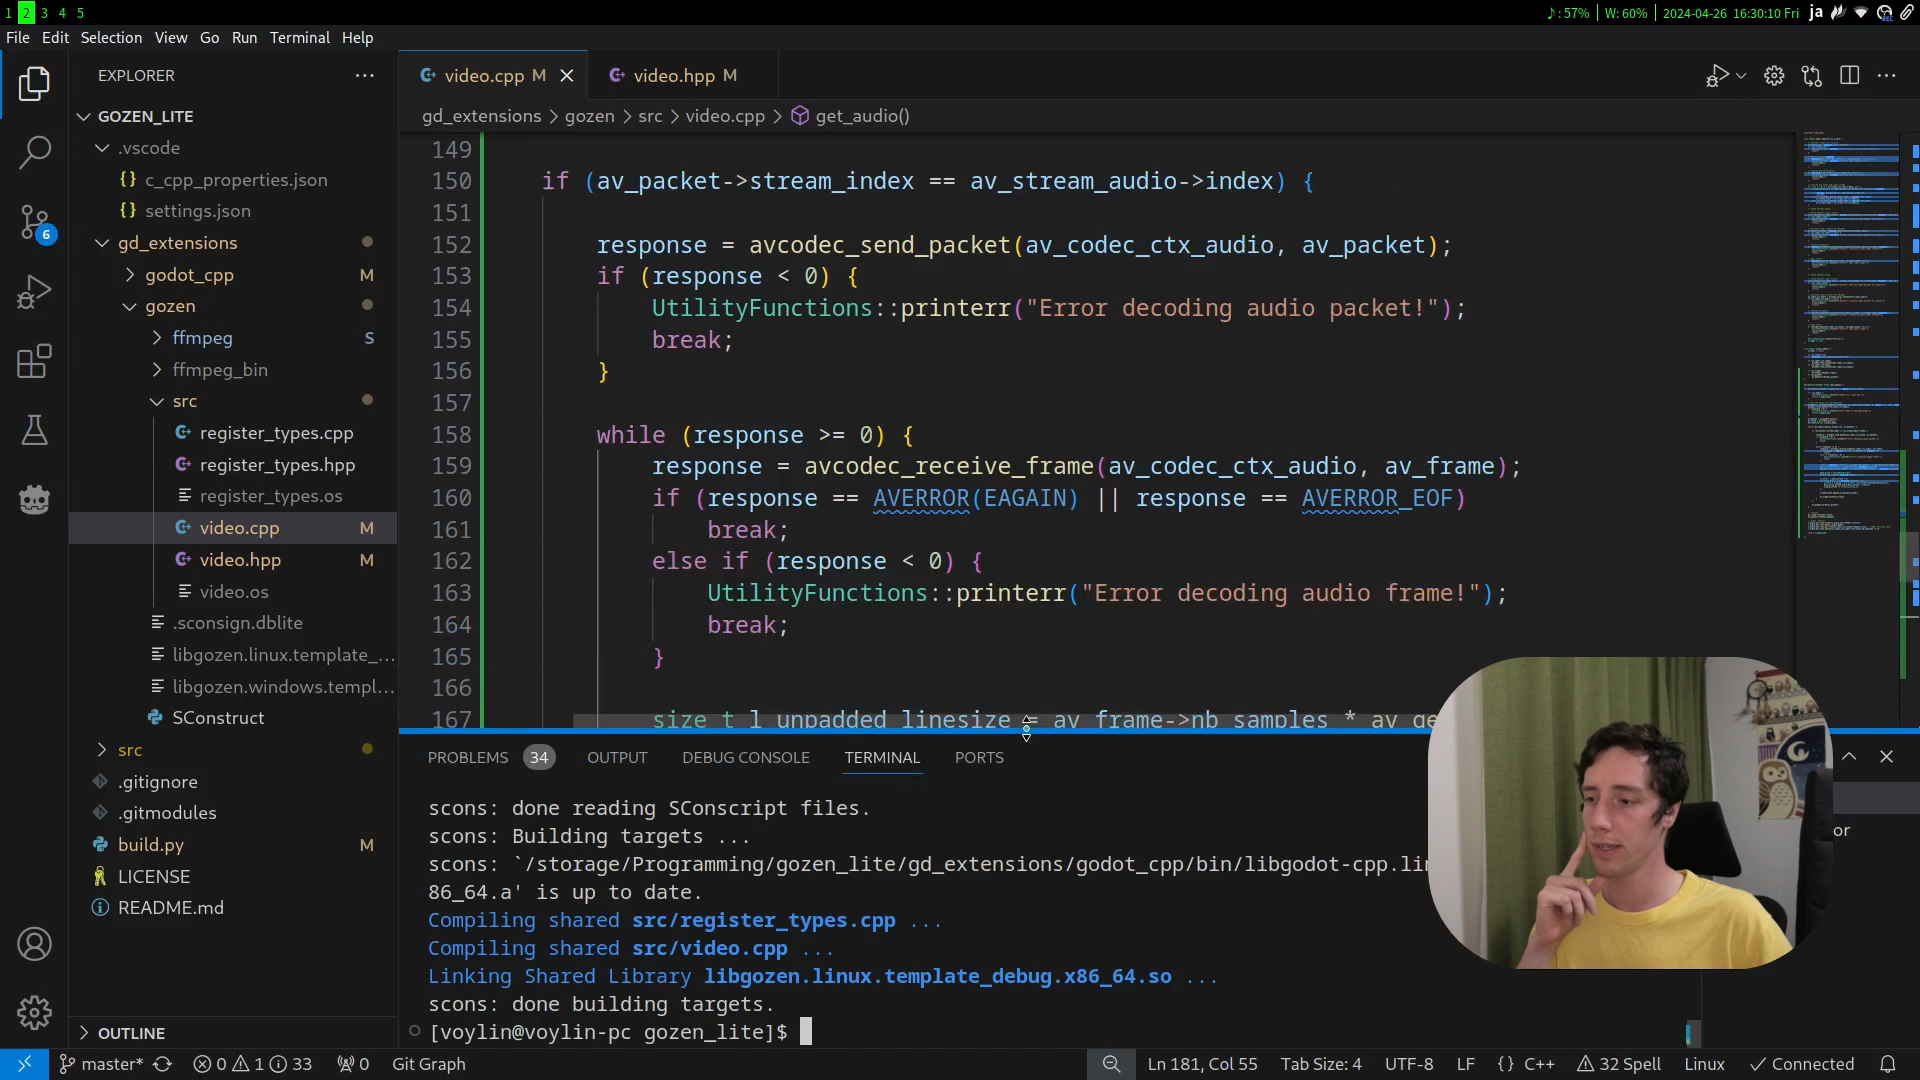 1 2 3 4 5
♪: 57% | W: 60% | 2024-04-26 16:30:10 Fri ja
File Edit Selection View Go Run Terminal Help
EXPLORER ···
GOZEN_LITE
.vscode
{} c_cpp_properties.json
{} settings.json
gd_extensions
godot_cpp M
gozen
ffmpeg S
ffmpeg_bin
src
register_types.cpp
register_types.hpp
register_types.os
video.cpp M
video.hpp M
video.os
.sconsign.dblite
libgozen.linux.template_...
libgozen.windows.templ...
SConstruct
src
.gitignore
.gitmodules
build.py M
LICENSE
README.md
OUTLINE
6
video.cpp M
video.hpp M
gd_extensions > gozen > src > video.cpp > get_audio()
149
150 if (av_packet->stream_index == av_stream_audio->index) {
151
152 response = avcodec_send_packet(av_codec_ctx_audio, av_packet);
153 if (response < 0) {
154 UtilityFunctions::printerr("Error decoding audio packet!");
155 break;
156 }
157
158 while (response >= 0) {
159 response = avcodec_receive_frame(av_codec_ctx_audio, av_frame);
160 if (response == AVERROR(EAGAIN) || response == AVERROR_EOF)
161 break;
162 else if (response < 0) {
163 UtilityFunctions::printerr("Error decoding audio frame!");
164 break;
165 }
166
167 size_t l_unpadded_linesize = av_frame->nb_samples * av_ge
PROBLEMS 34 OUTPUT DEBUG CONSOLE TERMINAL PORTS
scons: done reading SConscript files.
scons: Building targets ...
scons: `/storage/Programming/gozen_lite/gd_extensions/godot_cpp/bin/libgodot-cpp.li
86_64.a' is up to date.
Compiling shared src/register_types.cpp ...
Compiling shared src/video.cpp ...
Linking Shared Library libgozen.linux.template_debug.x86_64.so ...
scons: done building targets.
[voylin@voylin-pc gozen_lite]$
or
master* 0 1 33 0 Git Graph
Ln 181, Col 55 Tab Size: 4 UTF-8 LF {} C++ 32 Spell Linux Connected